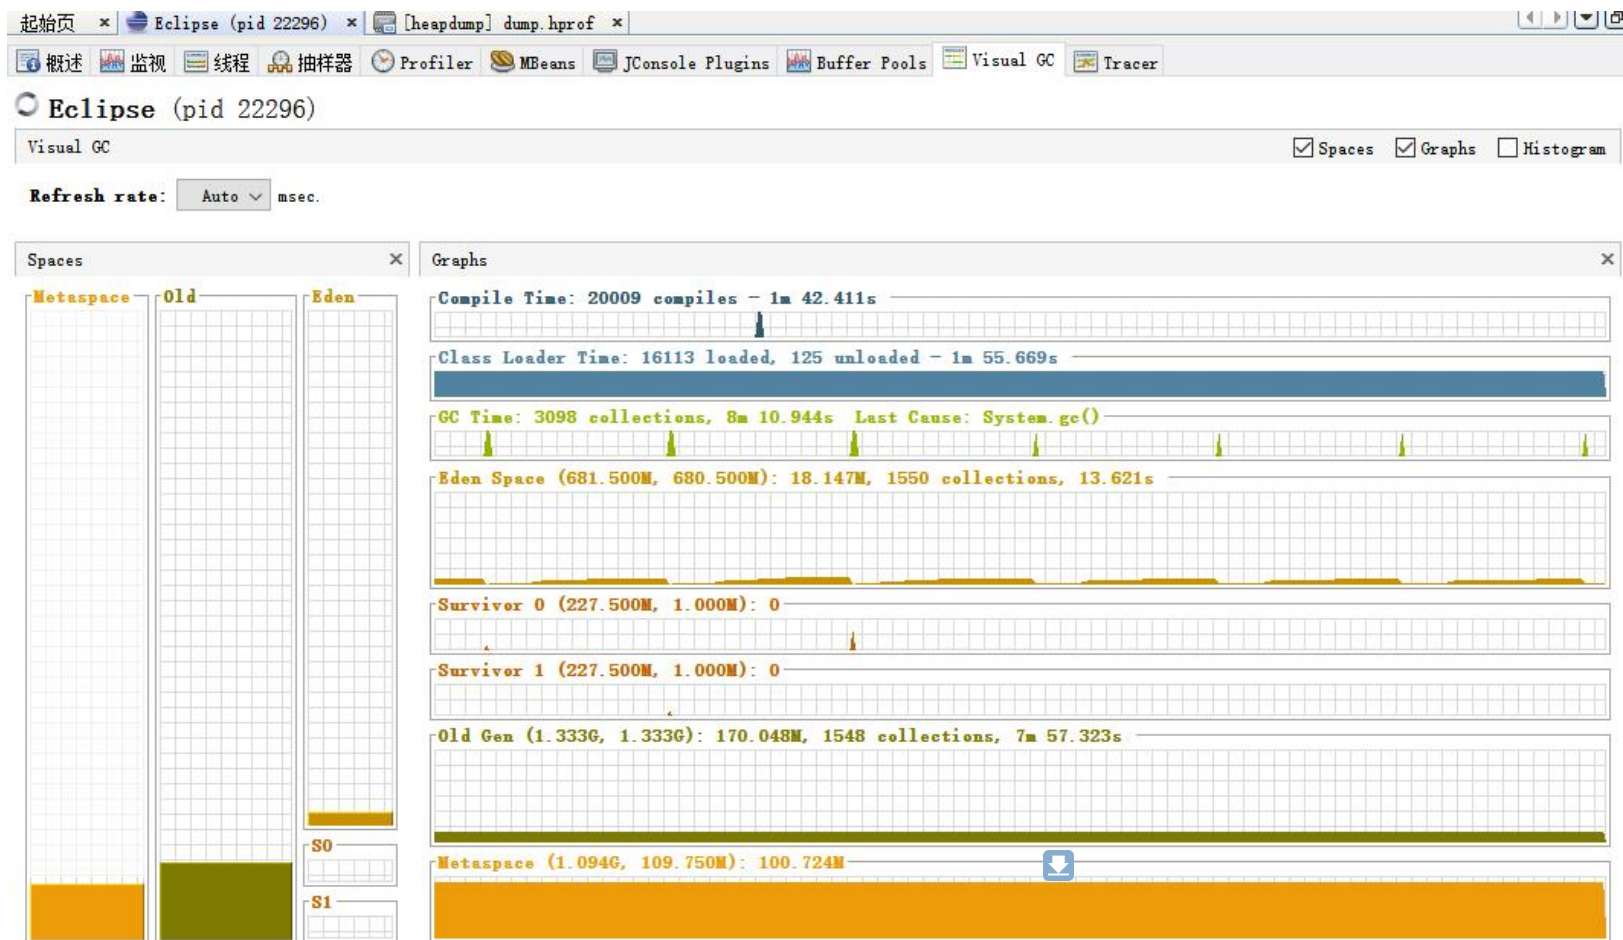 起始页 × Eclipse (pid 22296) × [heapdump] dump.hprof ×
概述 监视 线程 抽样器 Profiler MBeans JConsole Plugins Buffer Pools Visual GC Tracer
Eclipse (pid 22296)
Visual GC Spaces Graphs Histogram
Refresh rate: Auto msec.
Spaces × Graphs ×
Metaspace Old Eden
Compile Time: 20009 compiles - 1m 42.411s
Class Loader Time: 16113 loaded, 125 unloaded - 1m 55.669s
GC Time: 3098 collections, 8m 10.944s Last Cause: System.gc()
Eden Space (681.500M, 680.500M): 18.147M, 1550 collections, 13.621s
Survivor 0 (227.500M, 1.000M): 0
Survivor 1 (227.500M, 1.000M): 0
Old Gen (1.333G, 1.333G): 170.048M, 1548 collections, 7m 57.323s
S0
Metaspace (1.094G, 109.750M): 100.724M
S1